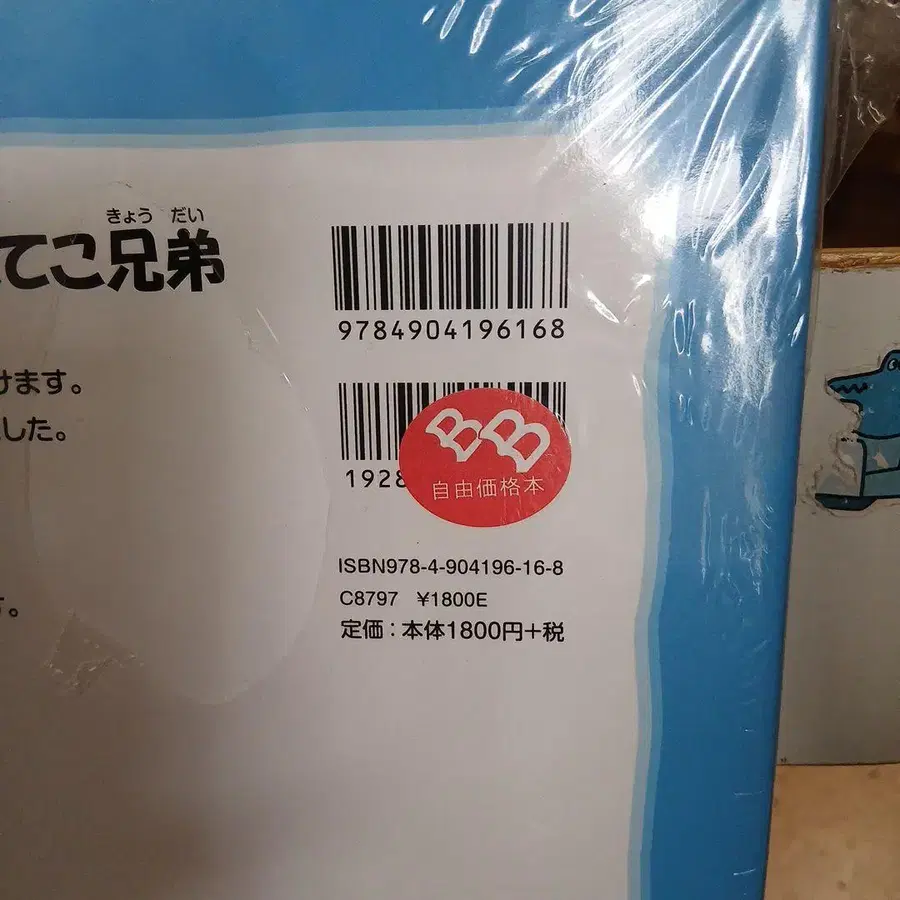 きょう だい
てこ兄弟
9784904196168
けます。
した。
1928
BB
自由価格本
ISBN978-4-904196-16-8
C8797 ¥1800E
定価：本体1800円+税
。